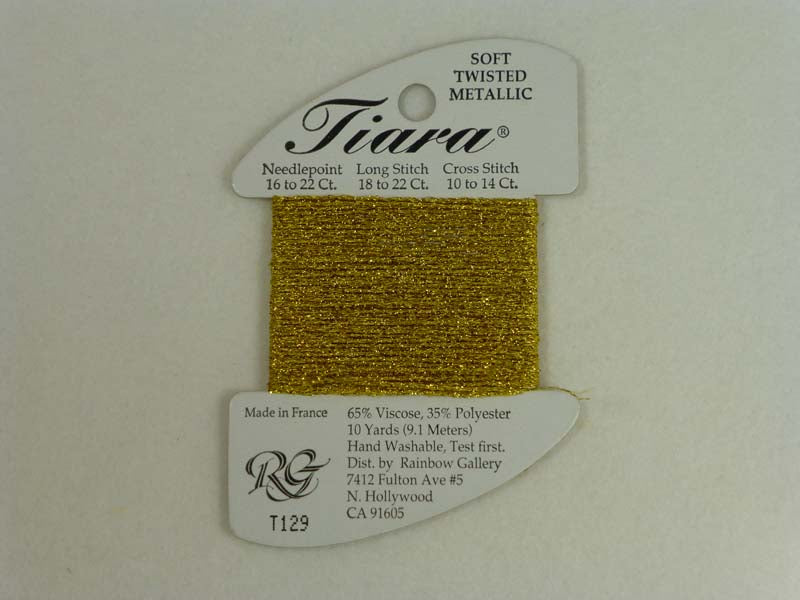 SOFT
TWISTED
METALLIC
Tiara®
Needlepoint Long Stitch Cross Stitch
16 to 22 Ct. 18 to 22 Ct. 10 to 14 Ct.
Made in France
RG
T129
65% Viscose, 35% Polyester
10 Yards (9.1 Meters)
Hand Washable, Test first.
Dist. by Rainbow Gallery
7412 Fulton Ave #5
N. Hollywood
CA 91605